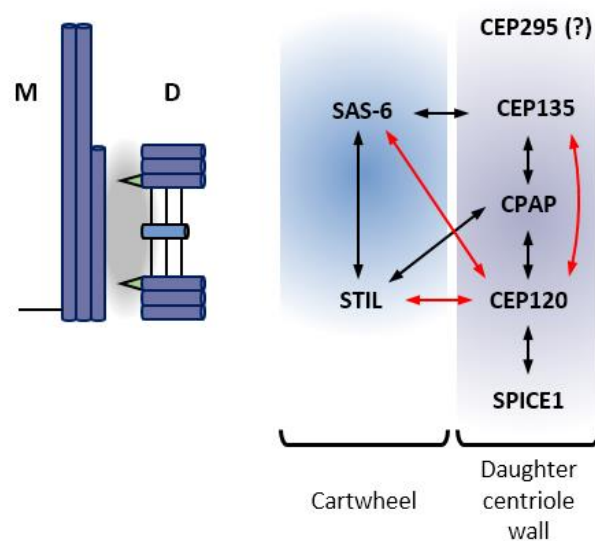 M
D
CEP295 (?)
SAS-6
CEP135
CPAP
STIL
CEP120
SPICE1
Cartwheel
Daughter
centriole
wall